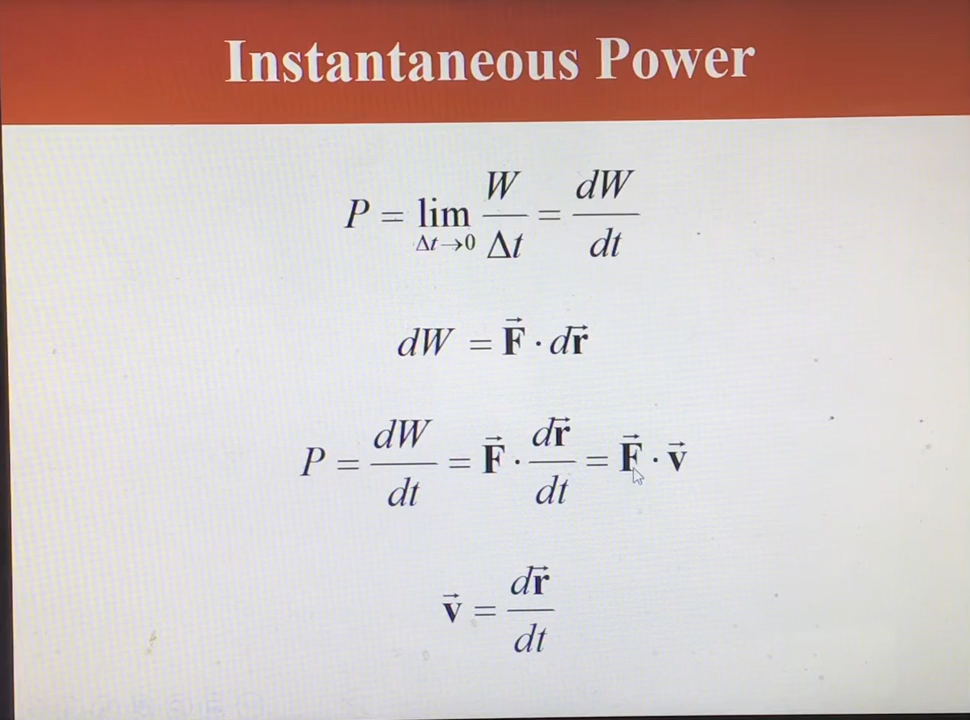 Instantaneous Power
P = lim_{Δt→0} W/Δt = dW/dt
dW = F⃗ · dr⃗
P = dW/dt = F⃗ · dr⃗/dt = F⃗ · v⃗
v⃗ = dr⃗/dt